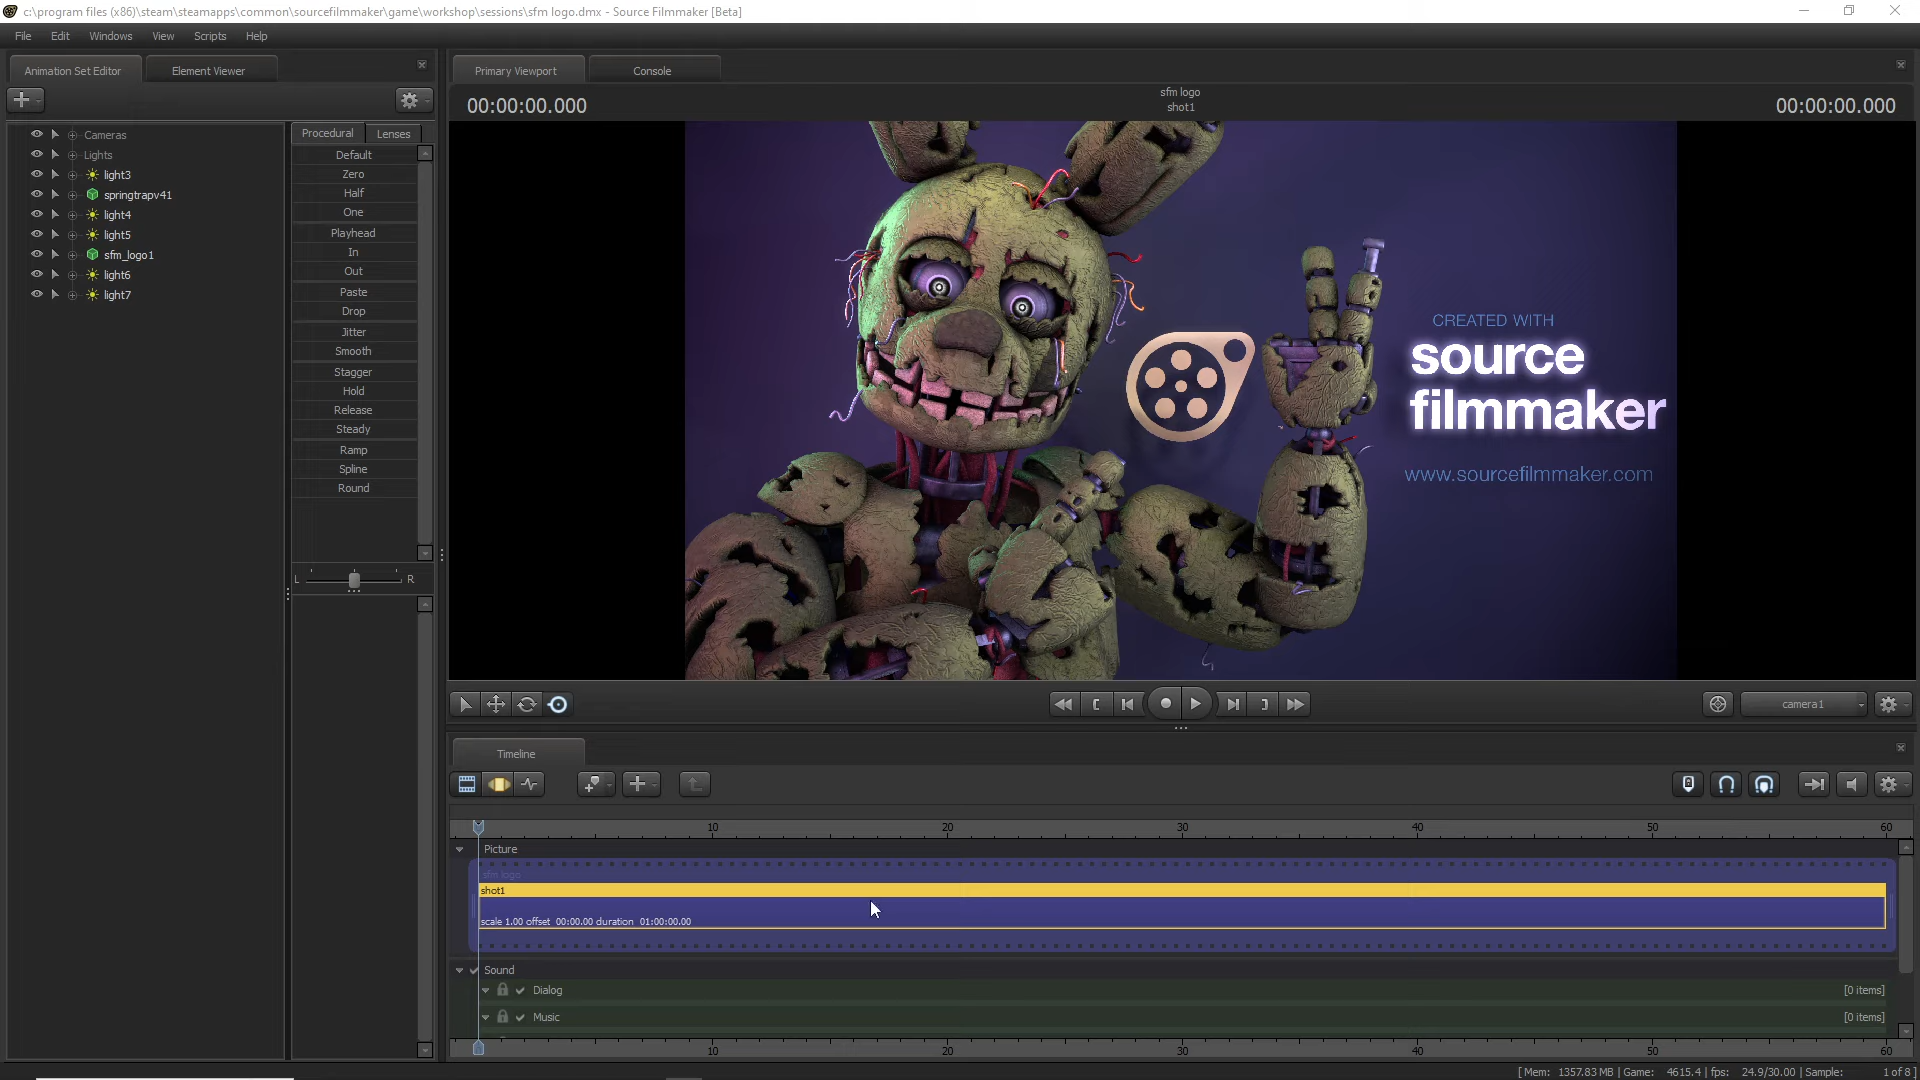 c:\program files (x86)\steam\steamapps\common\sourcefilmmaker\game\workshop\sessions\sfm logo.dmx - Source Filmmaker [Beta]
File Edit Windows View Scripts Help
Animation Set Editor Element Viewer
Primary Viewport Console
00:00:00.000
sfm logo
shot1
00:00:00.000
Cameras
Lights
light3
springtrapv41
light4
light5
sfm_logo1
light6
light7
Procedural Lenses
Default
Zero
Half
One
Playhead
In
Out
Paste
Drop
Jitter
Smooth
Stagger
Hold
Release
Steady
Ramp
Spline
Round
L R
CREATED WITH
source
filmmaker
www.sourcefilmmaker.com
camera1
Timeline
10 20 30 40 50 60
Picture
sfm logo
shot1
scale 1.00 offset 00:00.00 duration 01:00:00.00
Sound
Dialog [0 items]
Music [0 items]
10 20 30 40 50 60
[ Mem: 1357.83 MB | Game: 4615.4 | fps: 24.9/30.00 | Sample: 1 of 8 ]